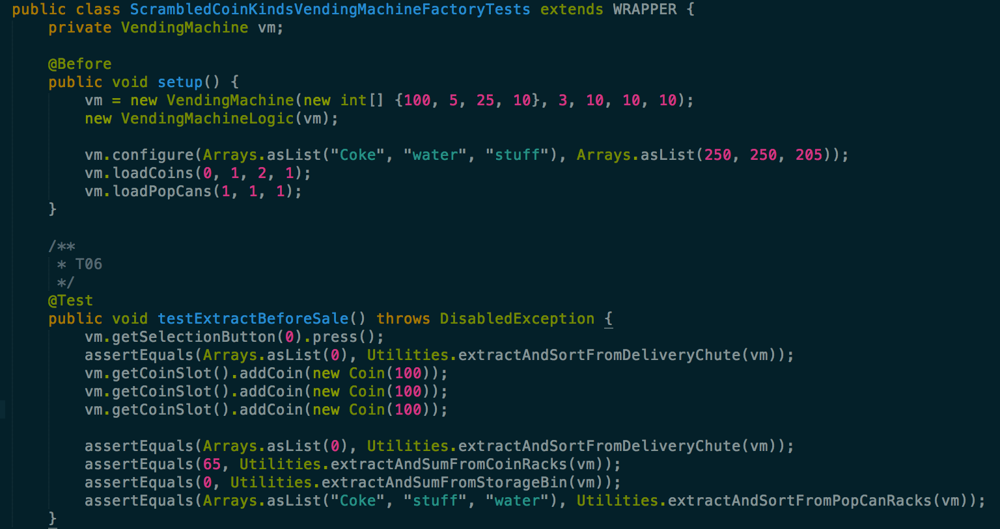 public class ScrambledCoinKindsVendingMachineFactoryTests extends WRAPPER {
    private VendingMachine vm;

    @Before
    public void setup() {
        vm = new VendingMachine(new int[] {100, 5, 25, 10}, 3, 10, 10, 10);
        new VendingMachineLogic(vm);

        vm.configure(Arrays.asList("Coke", "water", "stuff"), Arrays.asList(250, 250, 205));
        vm.loadCoins(0, 1, 2, 1);
        vm.loadPopCans(1, 1, 1);
    }

    /**
     * T06
     */
    @Test
    public void testExtractBeforeSale() throws DisabledException {
        vm.getSelectionButton(0).press();
        assertEquals(Arrays.asList(0), Utilities.extractAndSortFromDeliveryChute(vm));
        vm.getCoinSlot().addCoin(new Coin(100));
        vm.getCoinSlot().addCoin(new Coin(100));
        vm.getCoinSlot().addCoin(new Coin(100));

        assertEquals(Arrays.asList(0), Utilities.extractAndSortFromDeliveryChute(vm));
        assertEquals(65, Utilities.extractAndSumFromCoinRacks(vm));
        assertEquals(0, Utilities.extractAndSumFromStorageBin(vm));
        assertEquals(Arrays.asList("Coke", "stuff", "water"), Utilities.extractAndSortFromPopCanRacks(vm));
    }